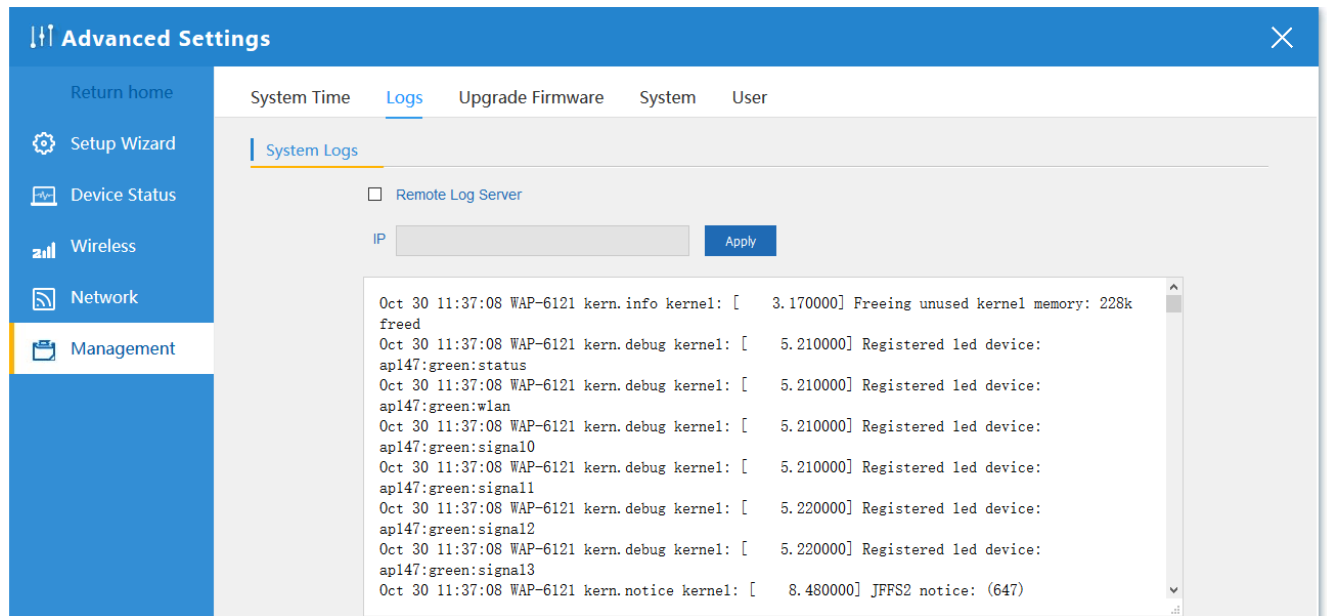 Advanced Settings
Return home
Setup Wizard
Device Status
Wireless
Network
Management
System Time Logs Upgrade Firmware System User
System Logs
Remote Log Server
IP Apply
Oct 30 11:37:08 WAP-6121 kern.info kernel: [ 3.170000] Freeing unused kernel memory: 228k
freed
Oct 30 11:37:08 WAP-6121 kern.debug kernel: [ 5.210000] Registered led device:
ap147:green:status
Oct 30 11:37:08 WAP-6121 kern.debug kernel: [ 5.210000] Registered led device:
ap147:green:wlan
Oct 30 11:37:08 WAP-6121 kern.debug kernel: [ 5.210000] Registered led device:
ap147:green:signal0
Oct 30 11:37:08 WAP-6121 kern.debug kernel: [ 5.210000] Registered led device:
ap147:green:signal1
Oct 30 11:37:08 WAP-6121 kern.debug kernel: [ 5.220000] Registered led device:
ap147:green:signal2
Oct 30 11:37:08 WAP-6121 kern.debug kernel: [ 5.220000] Registered led device:
ap147:green:signal3
Oct 30 11:37:08 WAP-6121 kern.notice kernel: [ 8.480000] JFFS2 notice: (647)